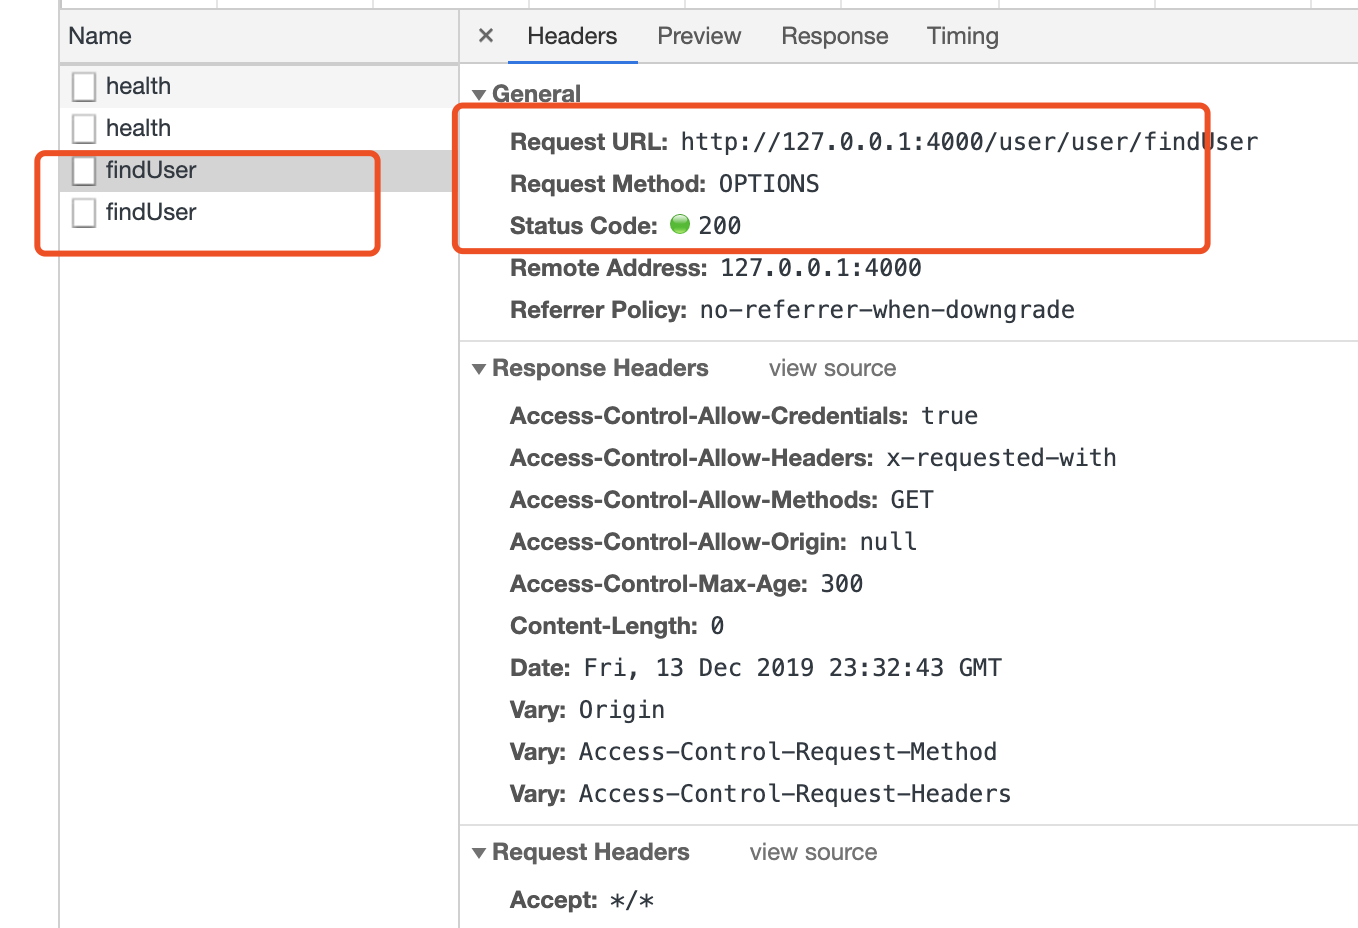 Name
health
health
findUser
findUser
× Headers Preview Response Timing
▼ General
Request URL: http://127.0.0.1:4000/user/user/findUser
Request Method: OPTIONS
Status Code: 200
Remote Address: 127.0.0.1:4000
Referrer Policy: no-referrer-when-downgrade
▼ Response Headers view source
Access-Control-Allow-Credentials: true
Access-Control-Allow-Headers: x-requested-with
Access-Control-Allow-Methods: GET
Access-Control-Allow-Origin: null
Access-Control-Max-Age: 300
Content-Length: 0
Date: Fri, 13 Dec 2019 23:32:43 GMT
Vary: Origin
Vary: Access-Control-Request-Method
Vary: Access-Control-Request-Headers
▼ Request Headers view source
Accept: */*